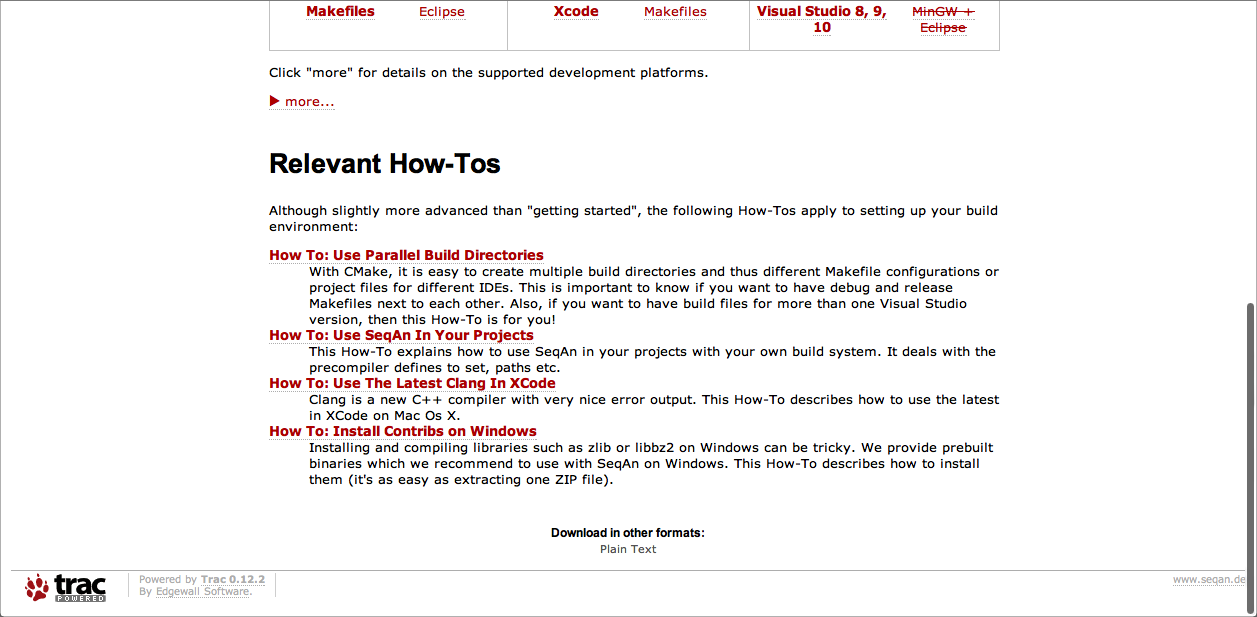 Makefiles Eclipse Xcode Makefiles Visual Studio 8, 9, MinGW +
10 Eclipse
Click "more" for details on the supported development platforms.
more...
Relevant How-Tos
Although slightly more advanced than "getting started", the following How-Tos apply to setting up your build
environment:
How To: Use Parallel Build Directories
With CMake, it is easy to create multiple build directories and thus different Makefile configurations or
project files for different IDEs. This is important to know if you want to have debug and release
Makefiles next to each other. Also, if you want to have build files for more than one Visual Studio
version, then this How-To is for you!
How To: Use SeqAn In Your Projects
This How-To explains how to use SeqAn in your projects with your own build system. It deals with the
precompiler defines to set, paths etc.
How To: Use The Latest Clang In XCode
Clang is a new C++ compiler with very nice error output. This How-To describes how to use the latest
in XCode on Mac Os X.
How To: Install Contribs on Windows
Installing and compiling libraries such as zlib or libbz2 on Windows can be tricky. We provide prebuilt
binaries which we recommend to use with SeqAn on Windows. This How-To describes how to install
them (it's as easy as extracting one ZIP file).
Download in other formats:
Plain Text
trac
POWERED
Powered by Trac 0.12.2
By Edgewall Software.
www.seqan.de